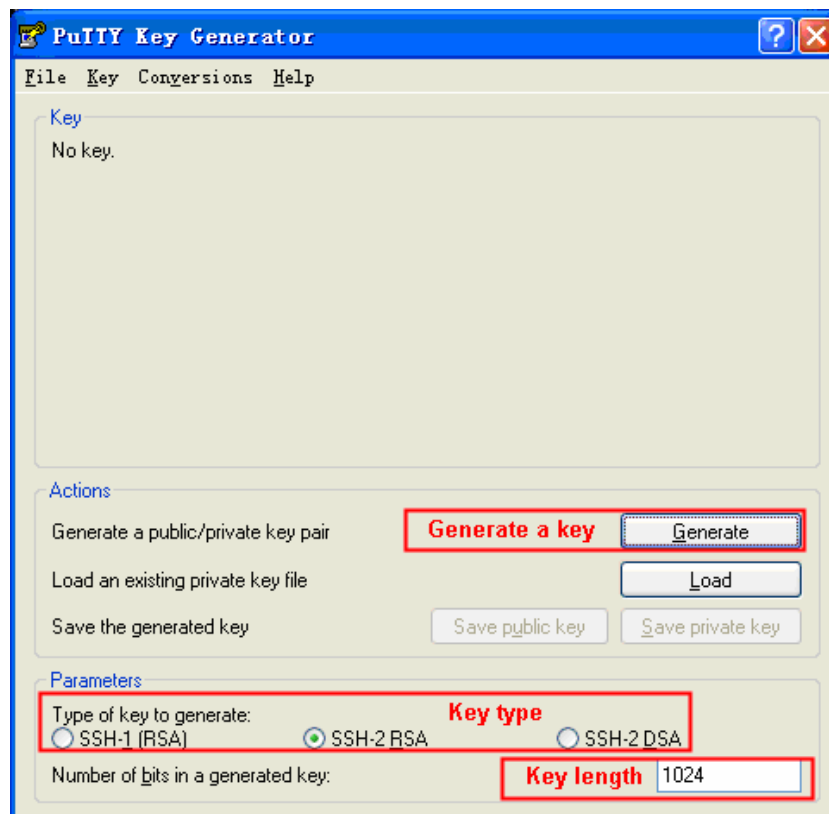 PuTTY Key Generator ?
File Key Conversions Help
Key
No key.
Actions
Generate a public/private key pair Generate a key Generate
Load an existing private key file Load
Save the generated key Save public key Save private key
Parameters
Type of key to generate: Key type
SSH-1 (RSA) SSH-2 RSA SSH-2 DSA
Number of bits in a generated key: Key length 1024